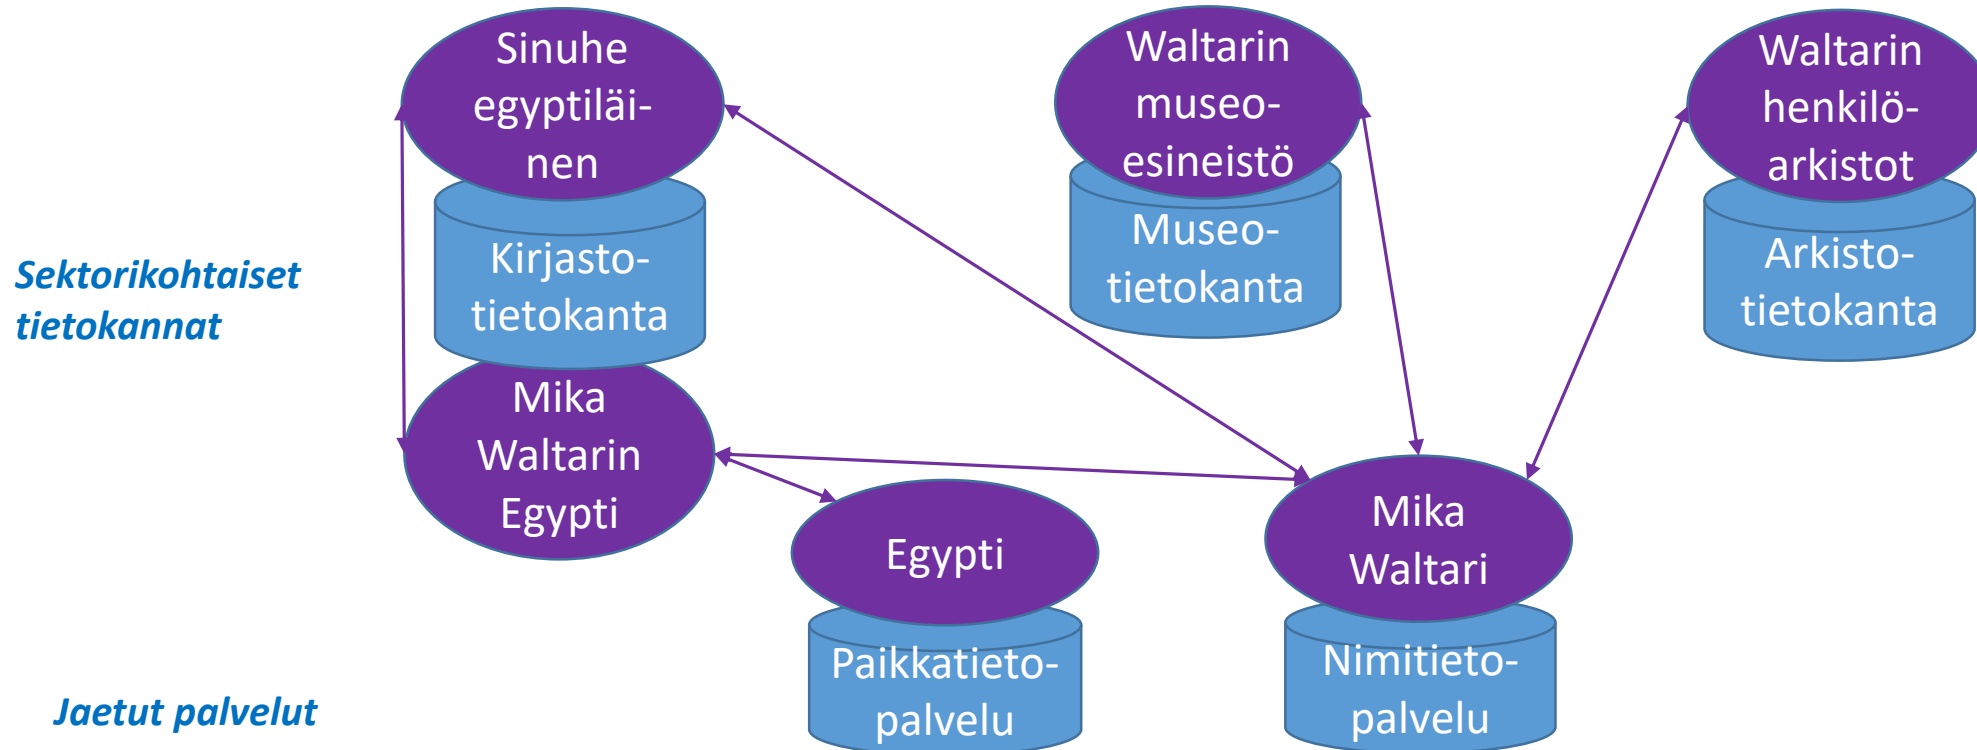 Sinuhe
egyptiläi-
nen
Waltarin
museo-
esineistö
Waltarin
henkilö-
arkistot
Sektorikohtaiset
tietokannat
Kirjasto-
tietokanta
Museo-
tietokanta
Arkisto-
tietokanta
Mika
Waltarin
Egypti
Egypti
Mika
Waltari
Jaetut palvelut
Paikkatieto-
palvelu
Nimitieto-
palvelu